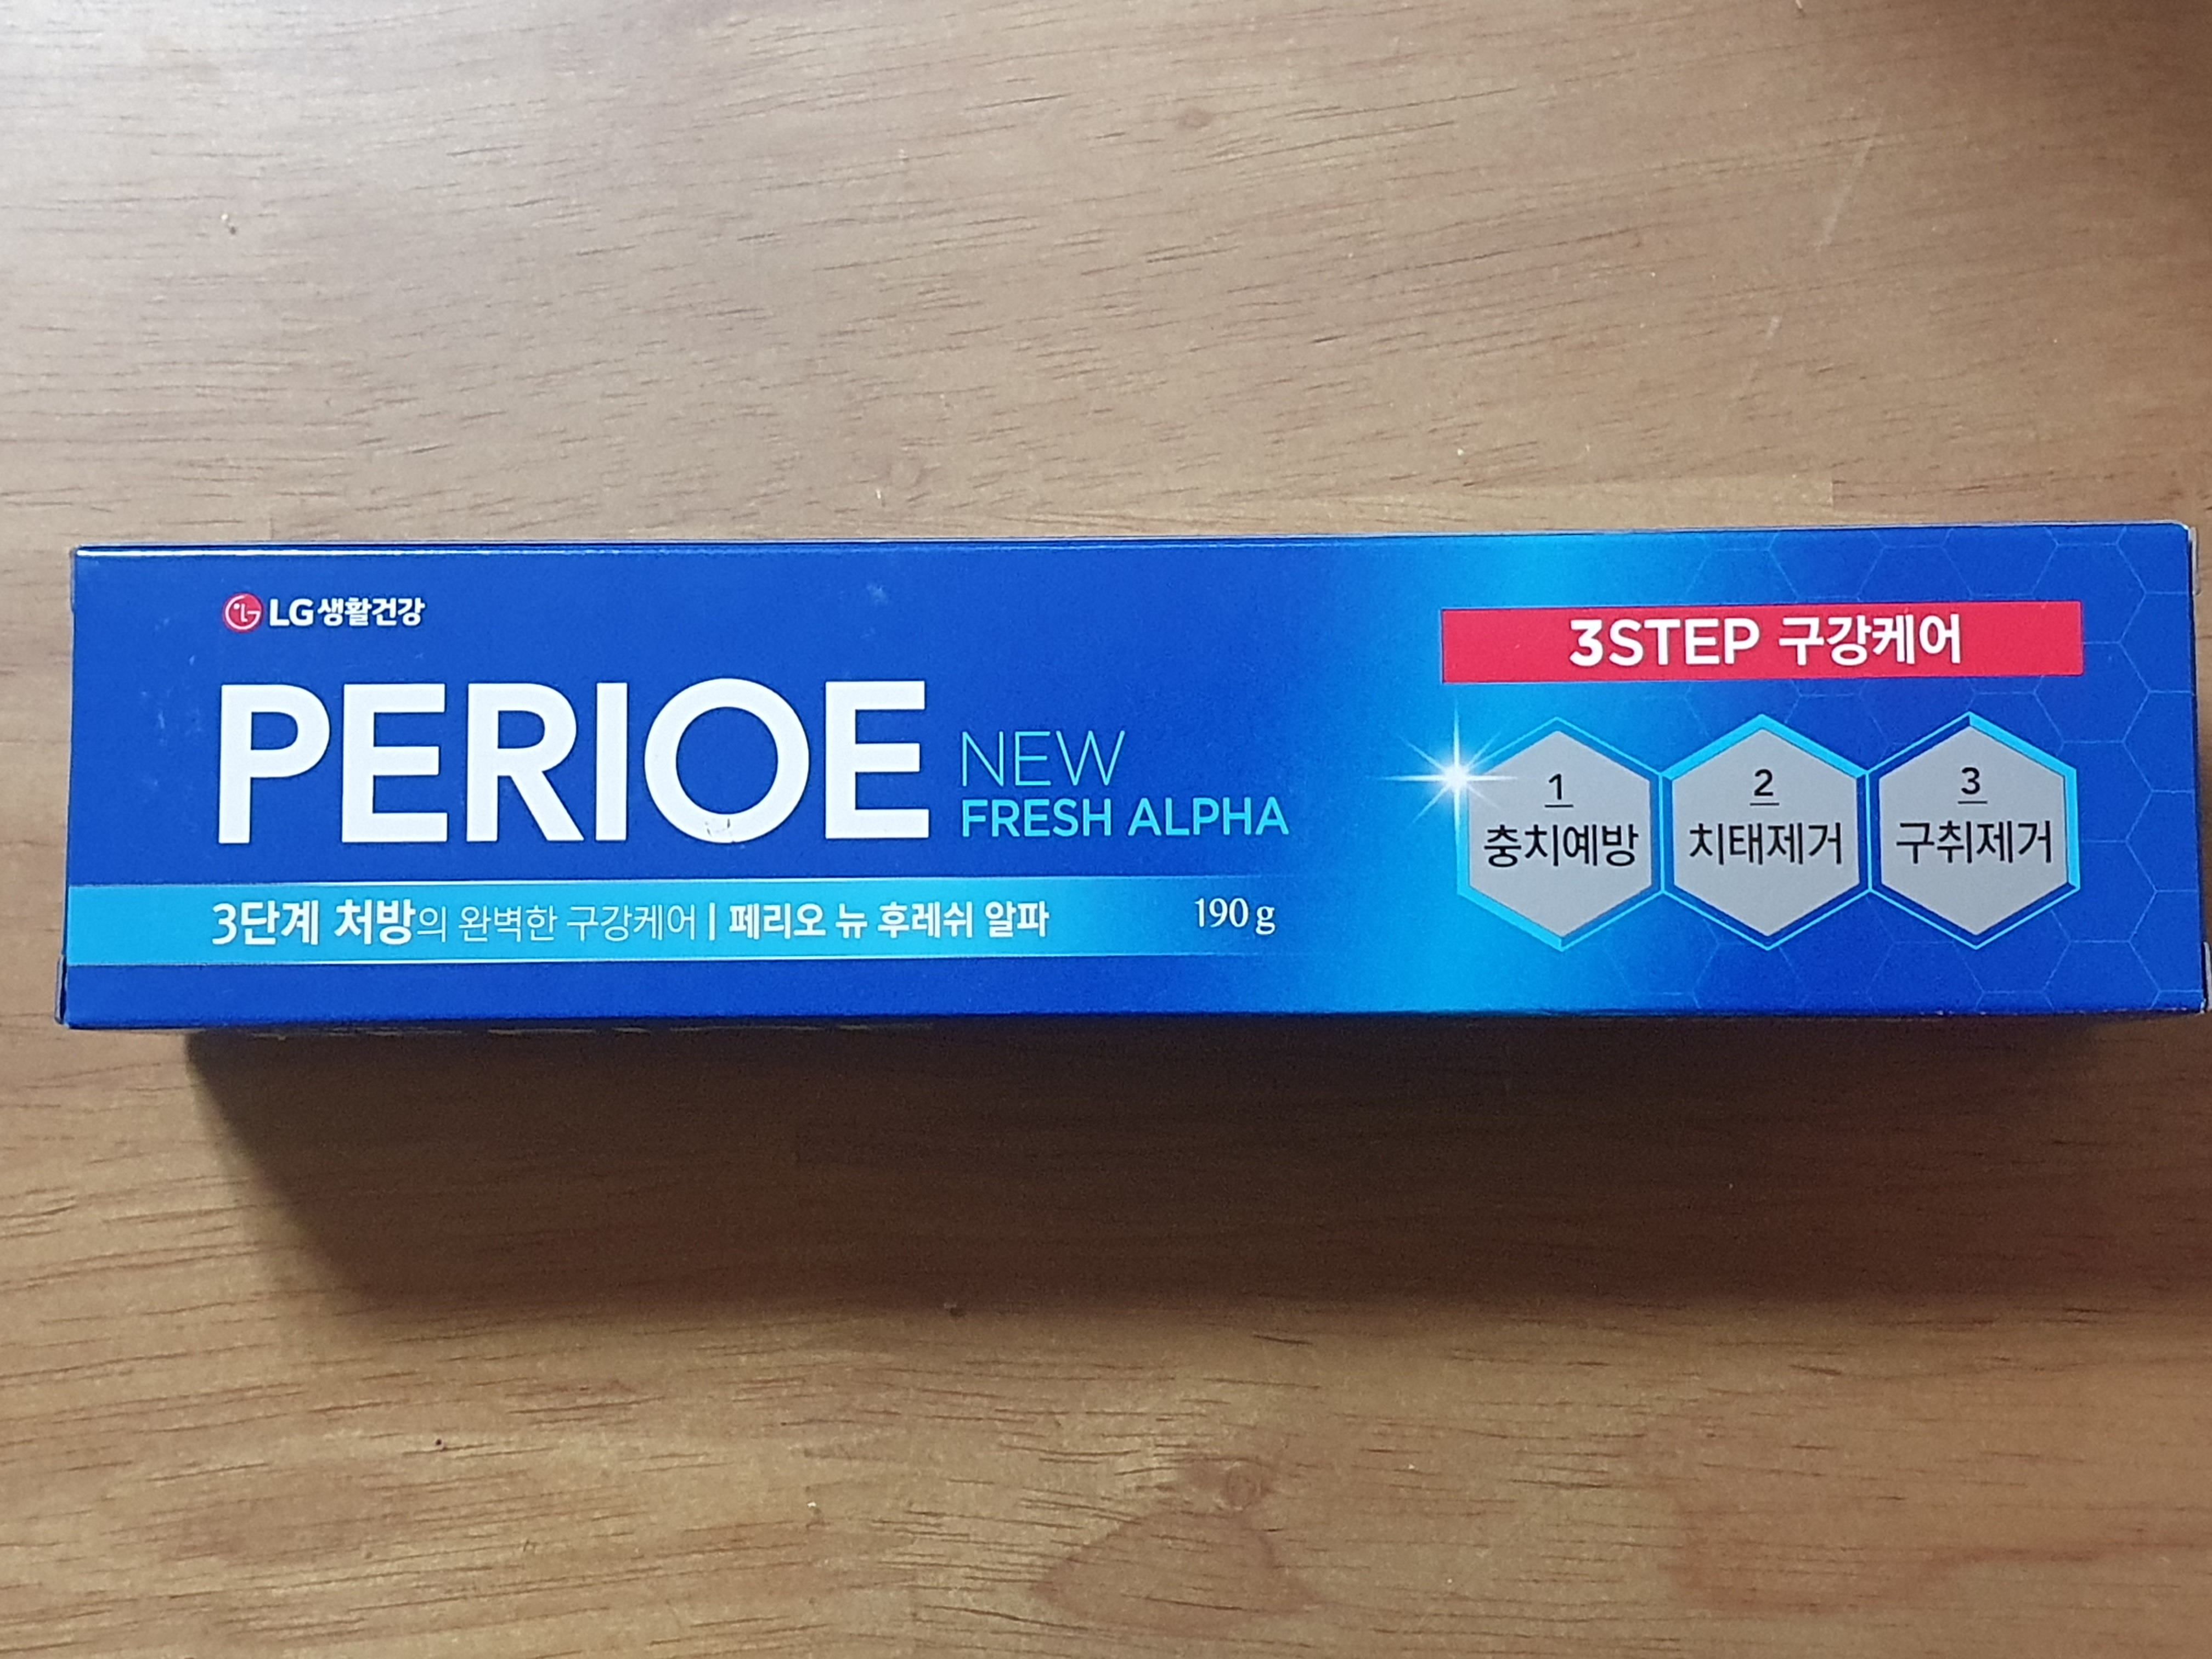 LG생활건강
PERIOE NEW
FRESH ALPHA
3단계 처방의 완벽한 구강케어 | 페리오 뉴 후레쉬 알파 190g
3STEP 구강케어
1
충치예방
2
치태제거
3
구취제거